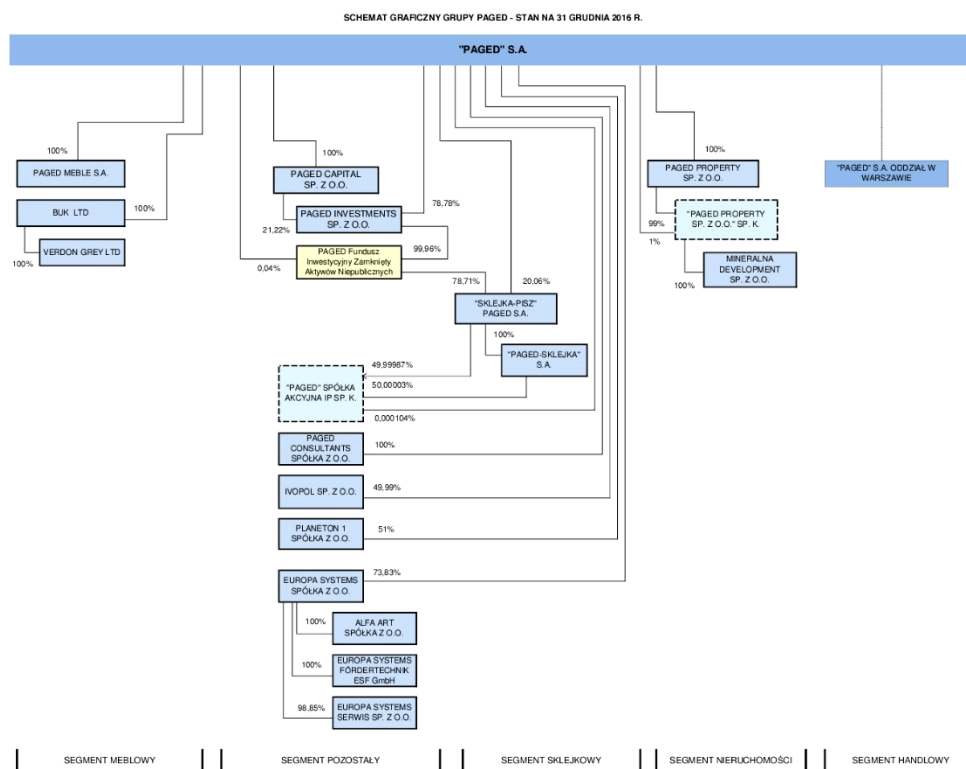 SCHEMAT GRAFICZNY GRUPY PAGED - STAN NA 31 GRUDNIA 2016 R.
"PAGED" S.A.
100%
PAGED MEBLE S.A.
BUK LTD
100%
VERDON GREY LTD
100%
100%
PAGED CAPITAL
SP. Z O.O.
78,78%
PAGED INVESTMENTS
SP. Z O.O.
21,22%
PAGED Fundusz
Inwestycyjny Zamknięty
Aktywów Niepublicznych
99,96%
0,04%
78,71%
20,06%
"SKLEJKA-PISZ"
PAGED S.A.
100%
"PAGED-SKLEJKA"
S.A.
49,99987%
"PAGED" SPÓŁKA
AKCYJNA IP SP. K.
50,00003%
0,000104%
PAGED
CONSULTANTS
SPÓŁKA Z O.O.
100%
IVOPOL SP. Z O.O.
49,99%
PLANETON 1
SPÓŁKA Z O.O.
51%
73,83%
EUROPA SYSTEMS
SPÓŁKA Z O.O.
100%
ALFA ART
SPÓŁKA Z O.O.
100%
EUROPA SYSTEMS
FÖRDERTECHNIK
ESF GmbH
98,85%
EUROPA SYSTEMS
SERWIS SP. Z O.O.
100%
PAGED PROPERTY
SP. Z O.O.
"PAGED PROPERTY
SP. Z O.O." SP. K.
99%
1%
MINERALNA
DEVELOPMENT
SP. Z O.O.
100%
"PAGED" S.A. ODDZIAŁ W
WARSZAWIE
SEGMENT MEBLOWY
SEGMENT POZOSTAŁY
SEGMENT SKLEJKOWY
SEGMENT NIERUCHOMOŚCI
SEGMENT HANDLOWY